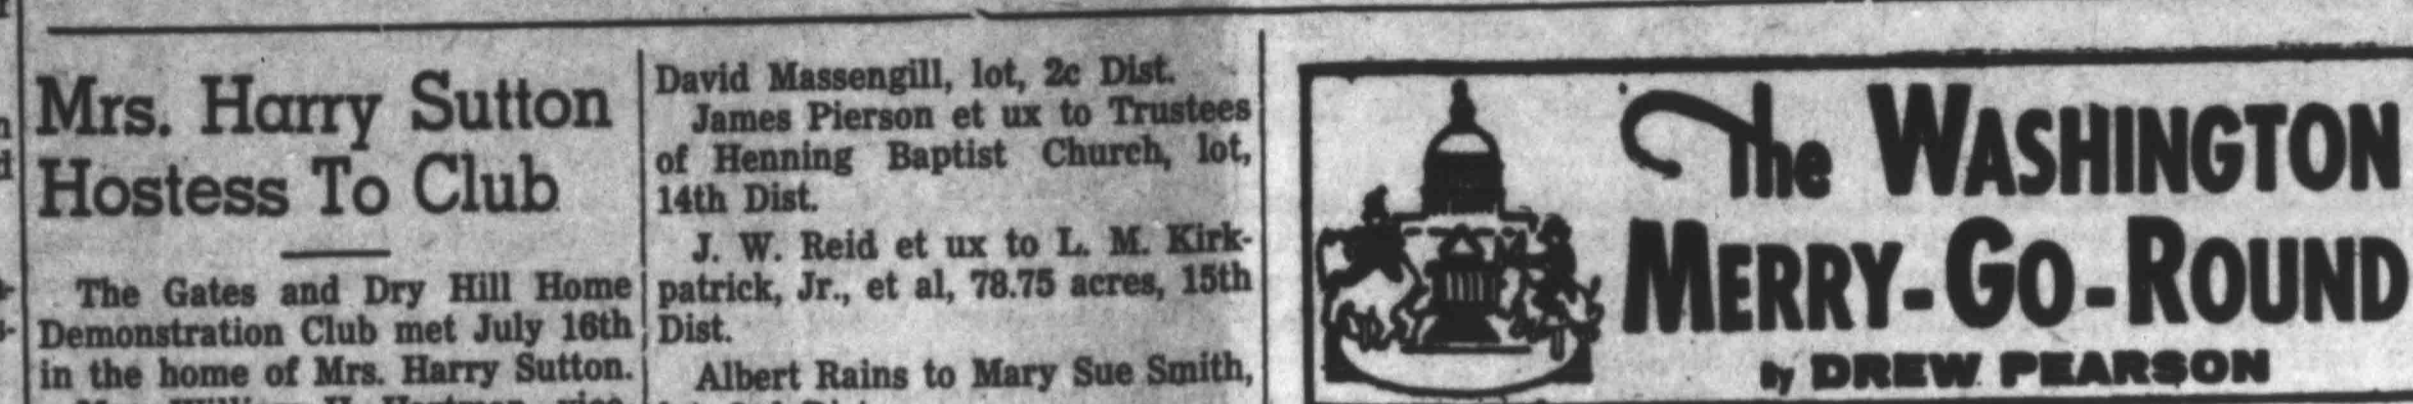 Mrs. Harry Sutton
Hostess To Club
The Gates and Dry Hill Home
Demonstration Club met July 16th
in the home of Mrs. Harry Sutton.
David Massengill, lot, 2c Dist.
James Pierson et ux to Trustees
of Henning Baptist Church, lot,
14th Dist.
J. W. Reid et ux to L. M. Kirk-
patrick, Jr., et al, 78.75 acres, 15th
Dist.
Albert Rains to Mary Sue Smith,
The WASHINGTON
MERRY-GO-ROUND
by DREW PEARSON